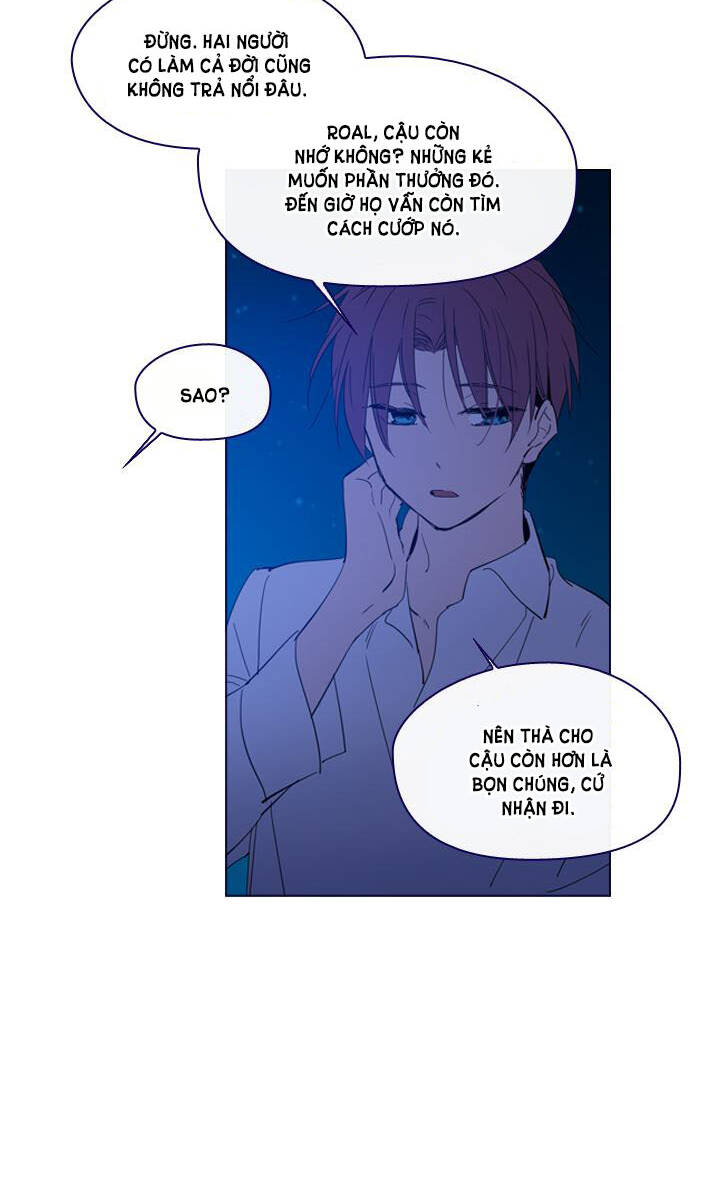 ĐỪNG. HAI NGƯỜI
CÓ LÀM CẢ ĐỜI CŨNG
KHÔNG TRẢ NỔI ĐÂU.
ROAL, CẬU CÒN
NHỚ KHÔNG? NHỮNG KẺ
MUỐN PHẦN THƯỞNG ĐÓ.
ĐẾN GIỜ HỌ VẪN CÒN TÌM
CÁCH CƯỚP NÓ.
SAO?
NÊN THÀ CHO
CẬU CÒN HƠN LÀ
BỌN CHÚNG, CỨ
NHẬN ĐI.